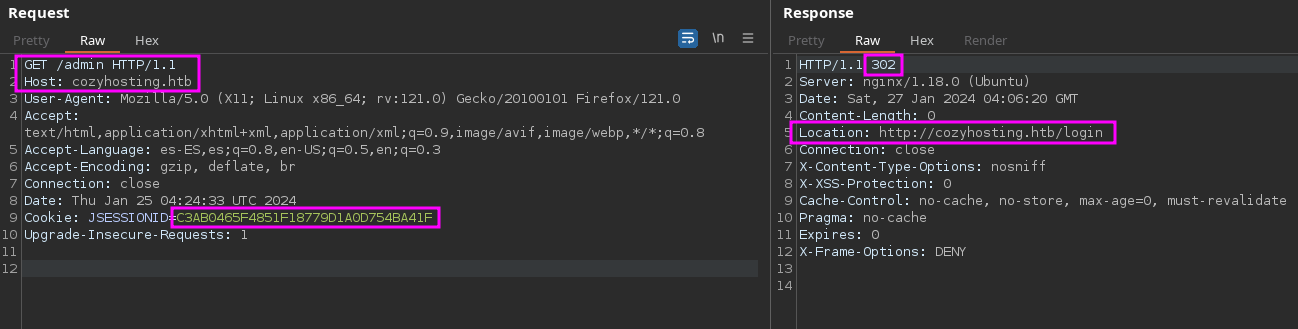 Request
Pretty Raw Hex
\n
1 GET /admin HTTP/1.1
2 Host: cozyhosting.htb
3 User-Agent: Mozilla/5.0 (X11; Linux x86_64; rv:121.0) Gecko/20100101 Firefox/121.0
4 Accept:
text/html,application/xhtml+xml,application/xml;q=0.9,image/avif,image/webp,*/*;q=0.8
5 Accept-Language: es-ES,es;q=0.8,en-US;q=0.5,en;q=0.3
6 Accept-Encoding: gzip, deflate, br
7 Connection: close
8 Date: Thu Jan 25 04:24:33 UTC 2024
9 Cookie: JSESSIONID=C3AB0465F4851F18779D1A0D754BA41F
10 Upgrade-Insecure-Requests: 1
11
12
Response
Pretty Raw Hex Render
1 HTTP/1.1 302
2 Server: nginx/1.18.0 (Ubuntu)
3 Date: Sat, 27 Jan 2024 04:06:20 GMT
4 Content-Length: 0
5 Location: http://cozyhosting.htb/login
6 Connection: close
7 X-Content-Type-Options: nosniff
8 X-XSS-Protection: 0
9 Cache-Control: no-cache, no-store, max-age=0, must-revalidate
10 Pragma: no-cache
11 Expires: 0
12 X-Frame-Options: DENY
13
14